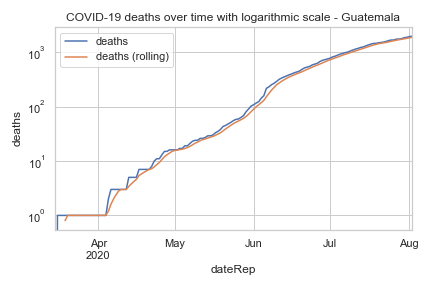 COVID-19 deaths over time with logarithmic scale - Guatemala
deaths
deaths (rolling)
10³
10²
10¹
10⁰
deaths
Apr
2020
May
Jun
Jul
Aug
dateRep